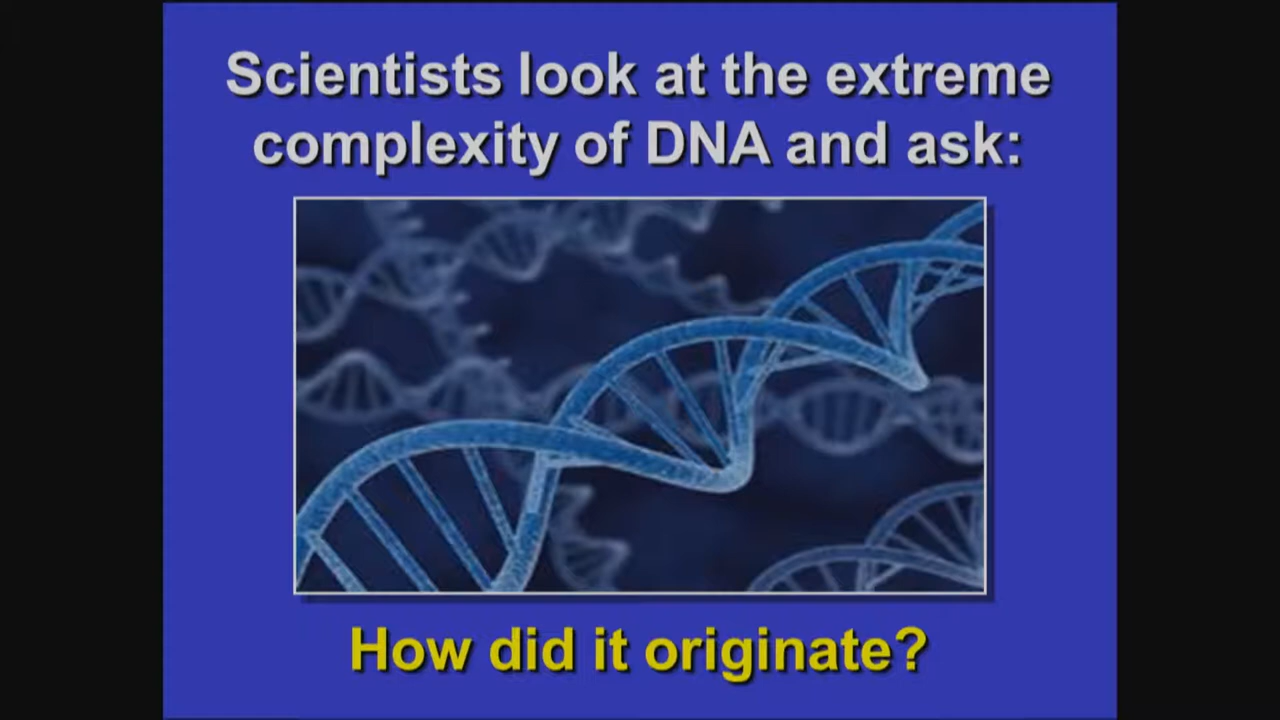 Scientists look at the extreme
complexity of DNA and ask:
How did it originate?